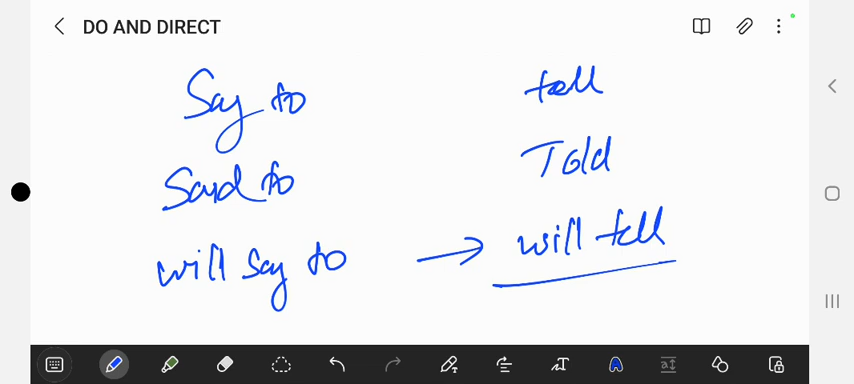 DO AND DIRECT
Say to tell
Said to Told
will say to → will tell